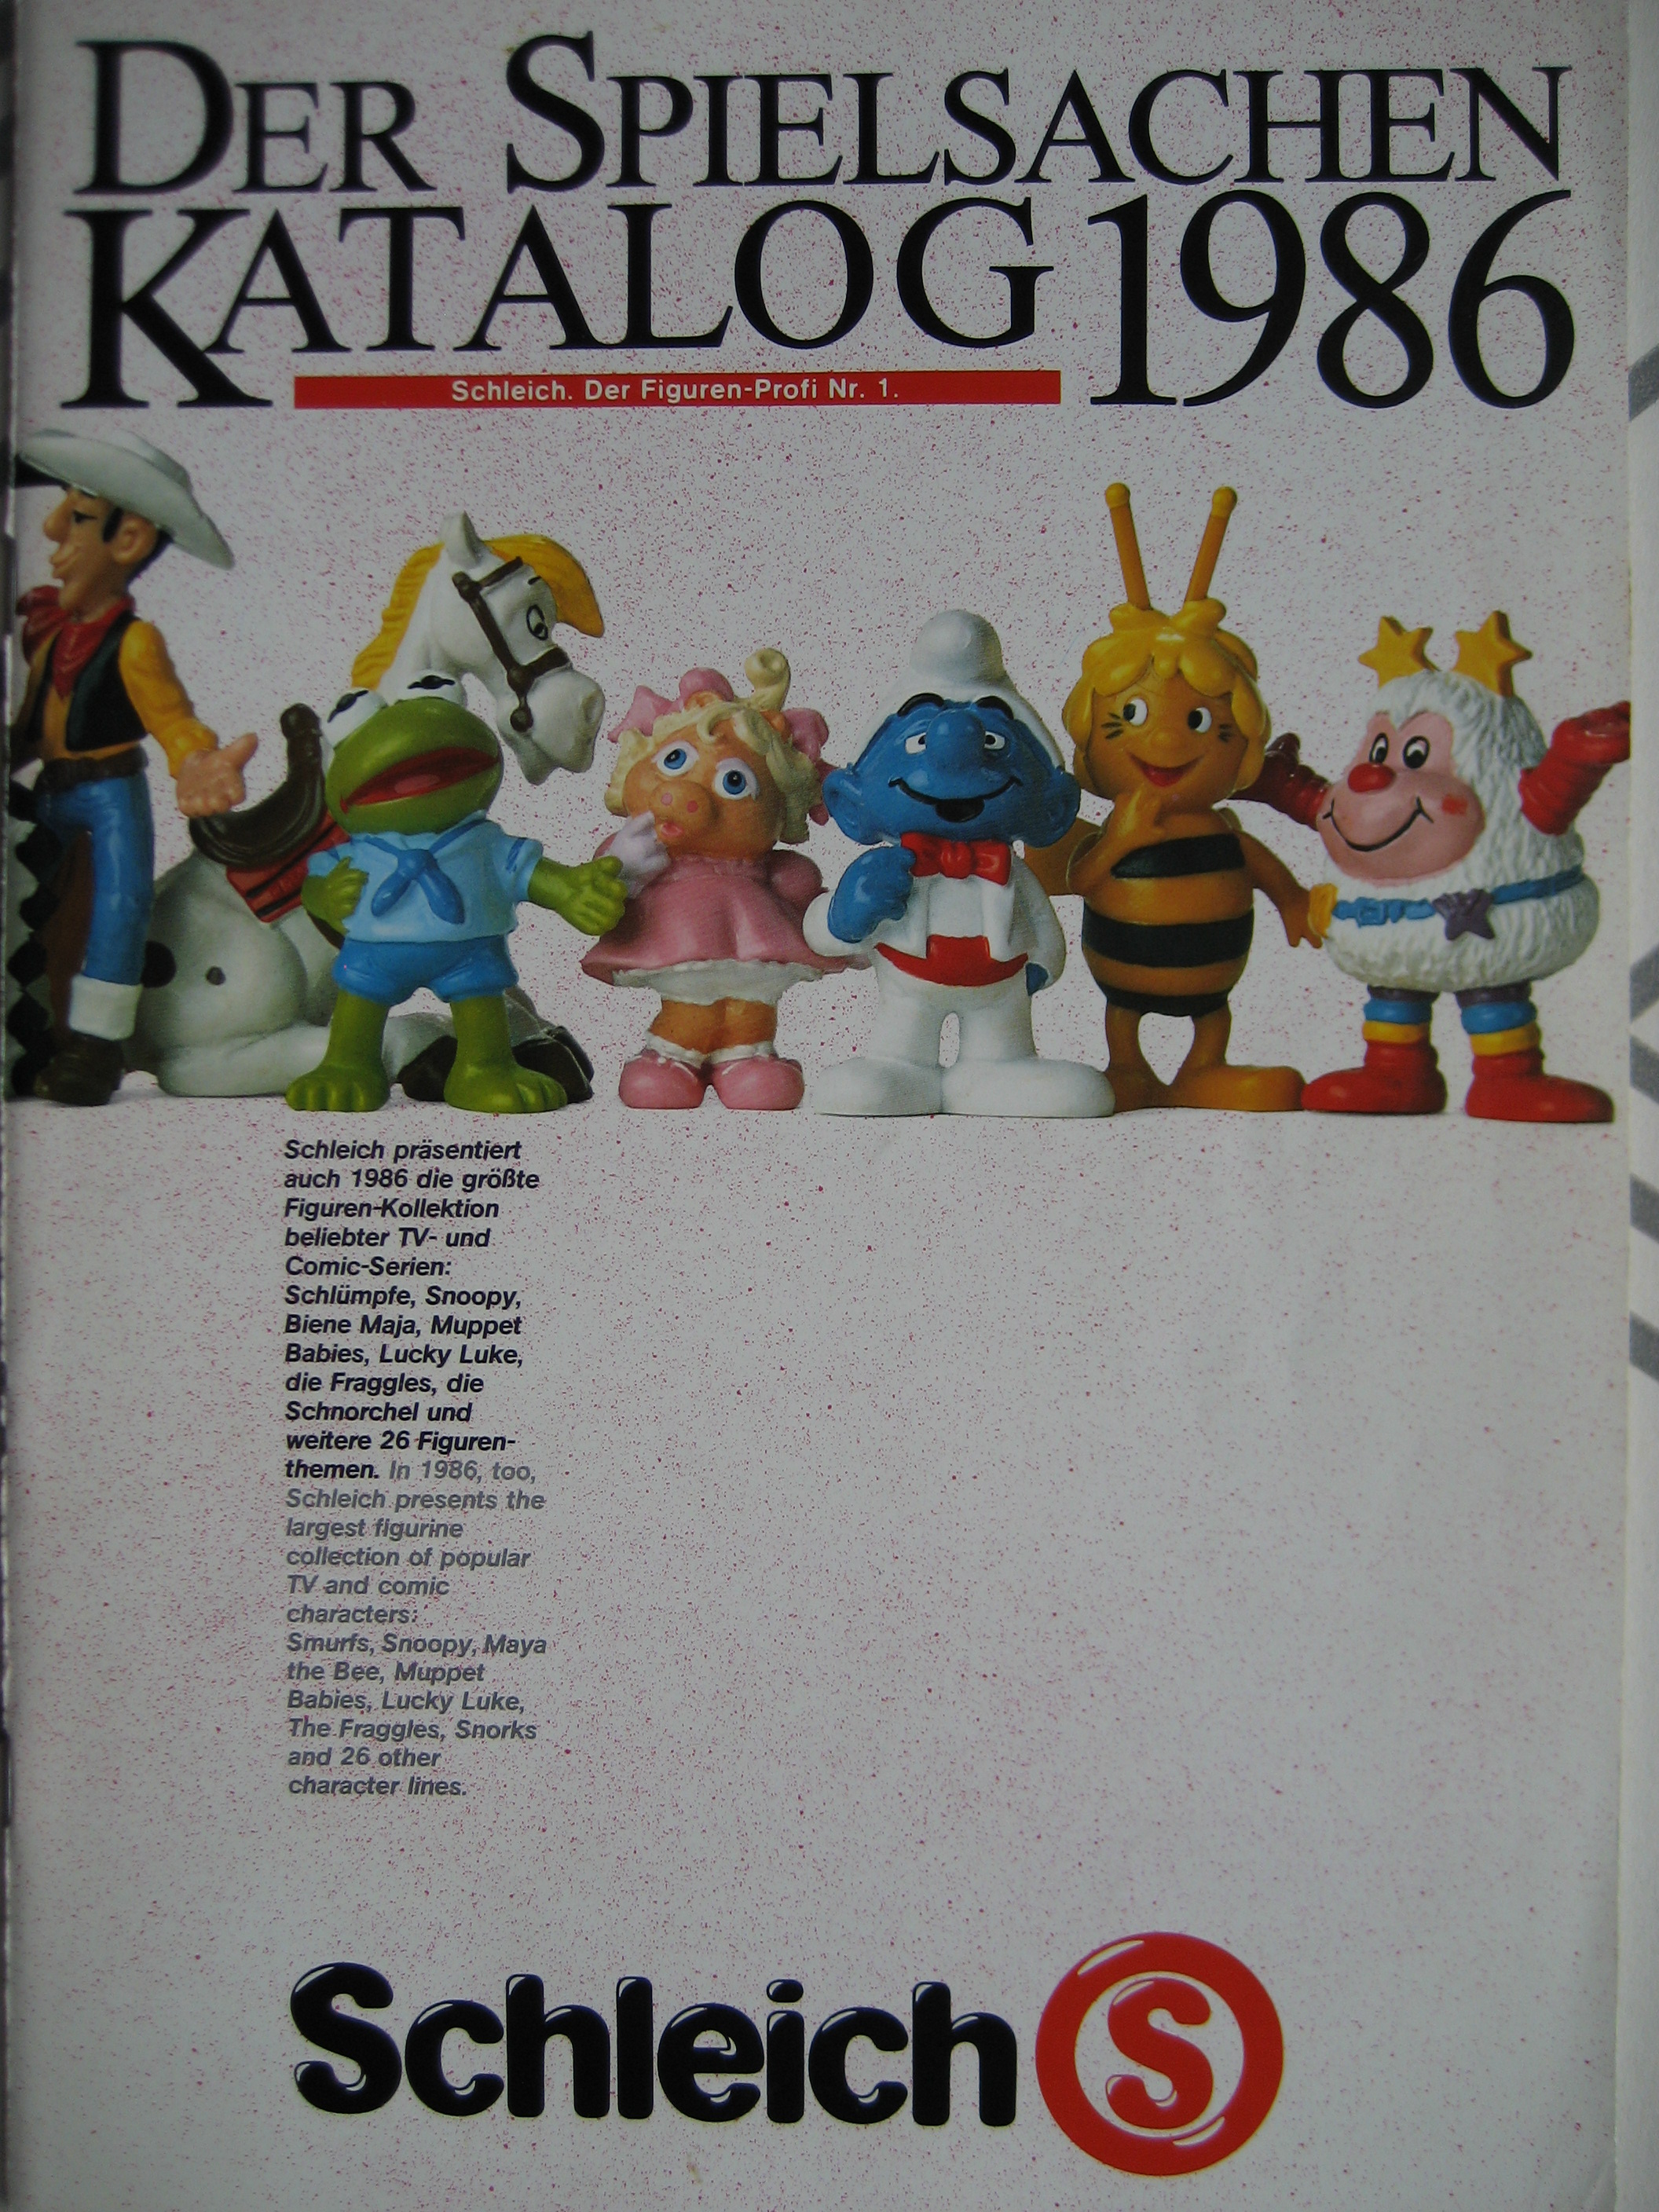 DER SPIELSACHEN
KATALOG 1986
Schleich. Der Figuren-Profi Nr. 1.
Schleich präsentiert
auch 1986 die größte
Figuren-Kollektion
beliebter TV- und
Comic-Serien:
Schlümpfe, Snoopy,
Biene Maja, Muppet
Babies, Lucky Luke,
die Fraggles, die
Schnorchel und
weitere 26 Figuren-
themen. In 1986, too,
Schleich presents the
largest figurine
collection of popular
TV and comic
characters:
Smurfs, Snoopy, Maya
the Bee, Muppet
Babies, Lucky Luke,
The Fraggles, Snorks
and 26 other
character lines.
Schleich S